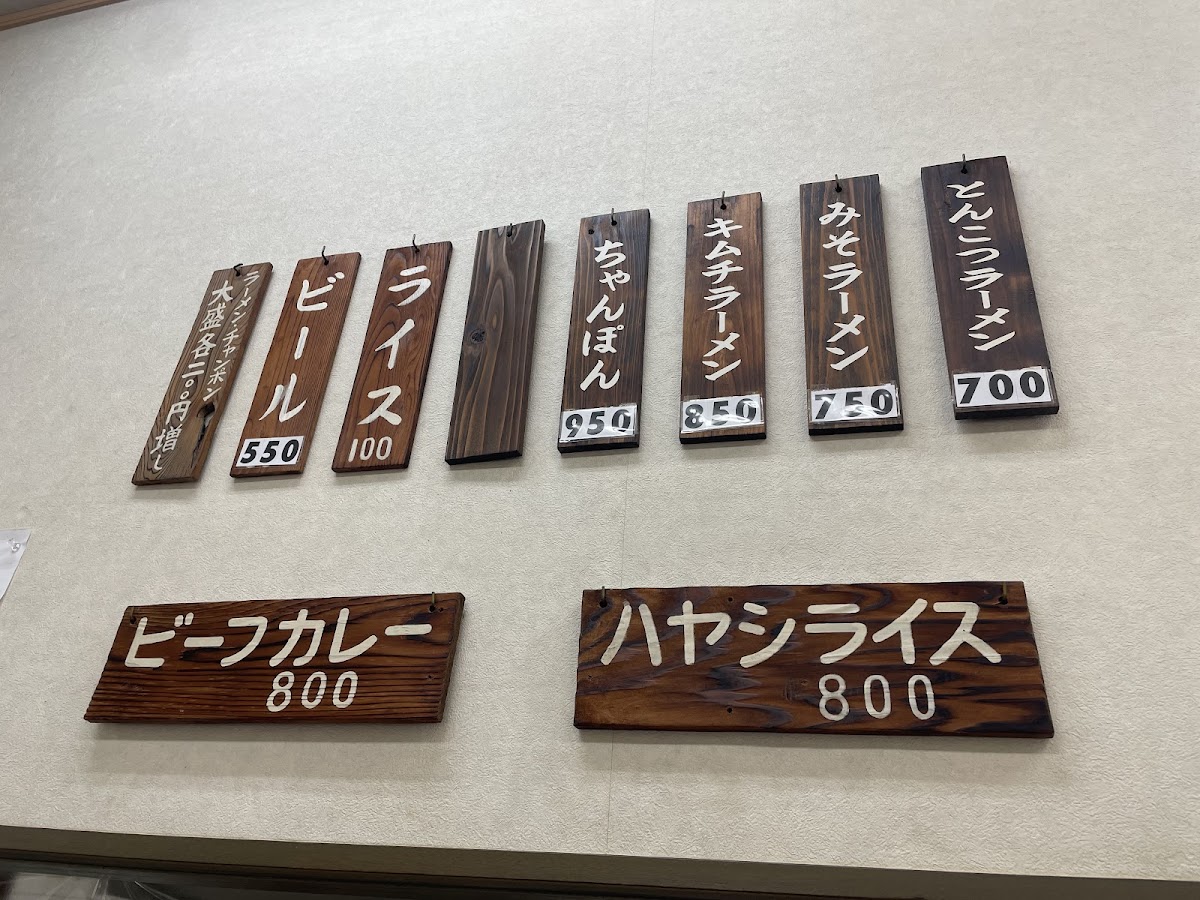 とんこつラーメン
700
みそラーメン
750
キムチラーメン
850
ちゃんぽん
950
ライス
100
ビール
550
ラーメン・チャンポン
大盛各二〇〇円増し
ハヤシライス
800
ビーフカレー
800